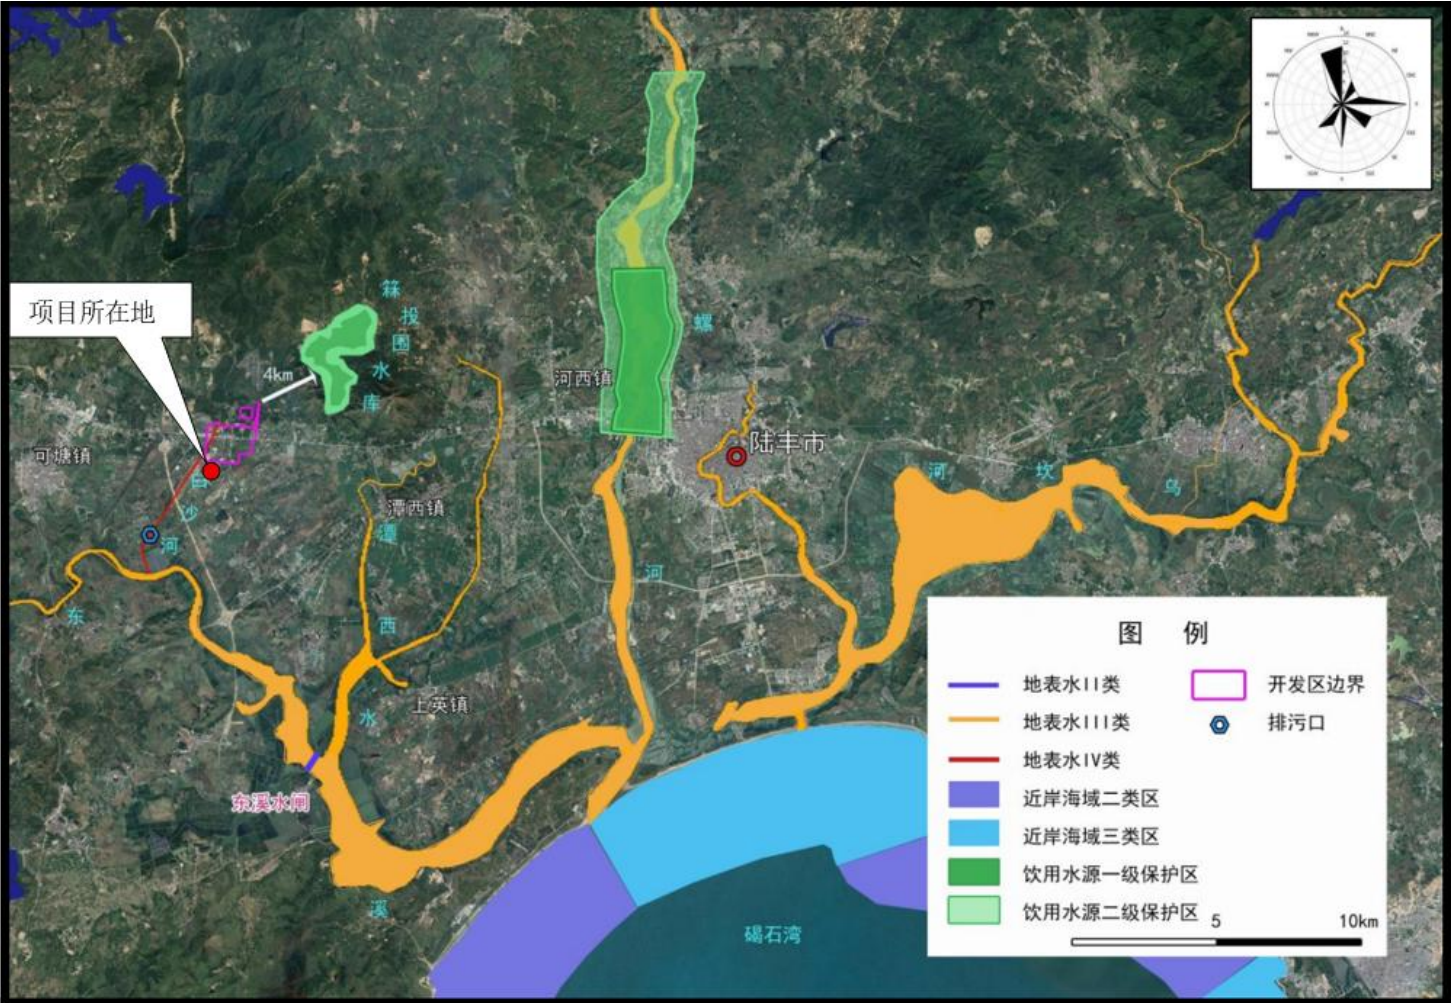 项目所在地
箖
投
围
水
库
4km
螺
河
河西镇
可塘镇
白
沙
河
潭西镇
潭
西
水
陆丰市
河
坎
乌
东
溪
上英镇
东溪水闸
碣石湾
图 例
地表水II类
地表水III类
地表水IV类
近岸海域二类区
近岸海域三类区
饮用水源一级保护区
饮用水源二级保护区
开发区边界
排污口
5
10km